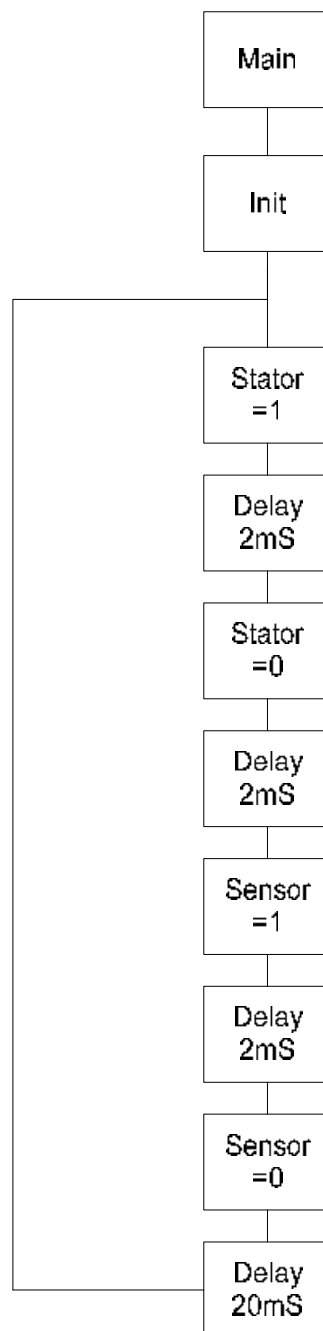 Main
Init
Stator
=1
Delay
2mS
Stator
=0
Delay
2mS
Sensor
=1
Delay
2mS
Sensor
=0
Delay
20mS